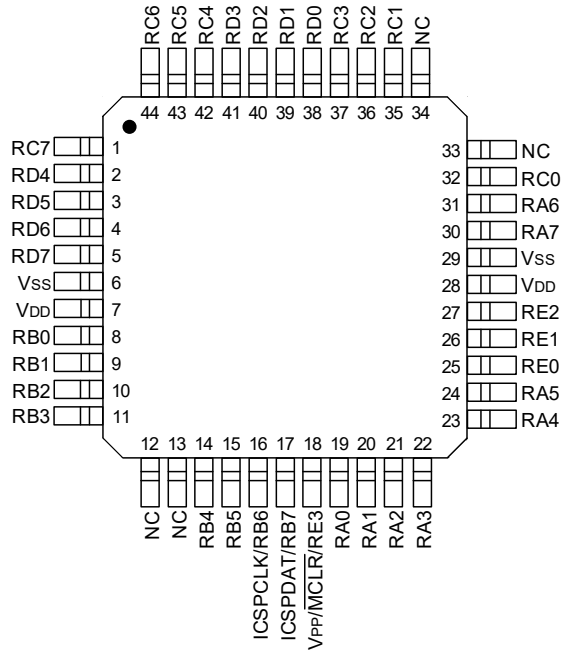 RC6 RC5 RC4 RD3 RD2 RD1 RD0 RC3 RC2 RC1 NC
44 43 42 41 40 39 38 37 36 35 34
RC7 1 33 NC
RD4 2 32 RC0
RD5 3 31 RA6
RD6 4 30 RA7
RD7 5 29 VSS
VSS 6 28 VDD
VDD 7 27 RE2
RB0 8 26 RE1
RB1 9 25 RE0
RB2 10 24 RA5
RB3 11 23 RA4
12 13 14 15 16 17 18 19 20 21 22
NC NC RB4 RB5 ICSPCLK/RB6 ICSPDAT/RB7 VPP/MCLR/RE3 RA0 RA1 RA2 RA3